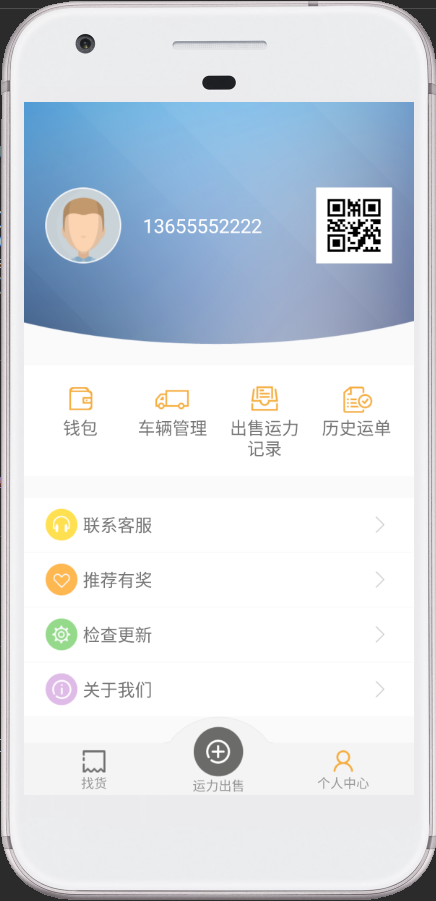 13655552222
钱包
车辆管理
出售运力
记录
历史运单
联系客服
推荐有奖
检查更新
关于我们
找货
运力出售
个人中心